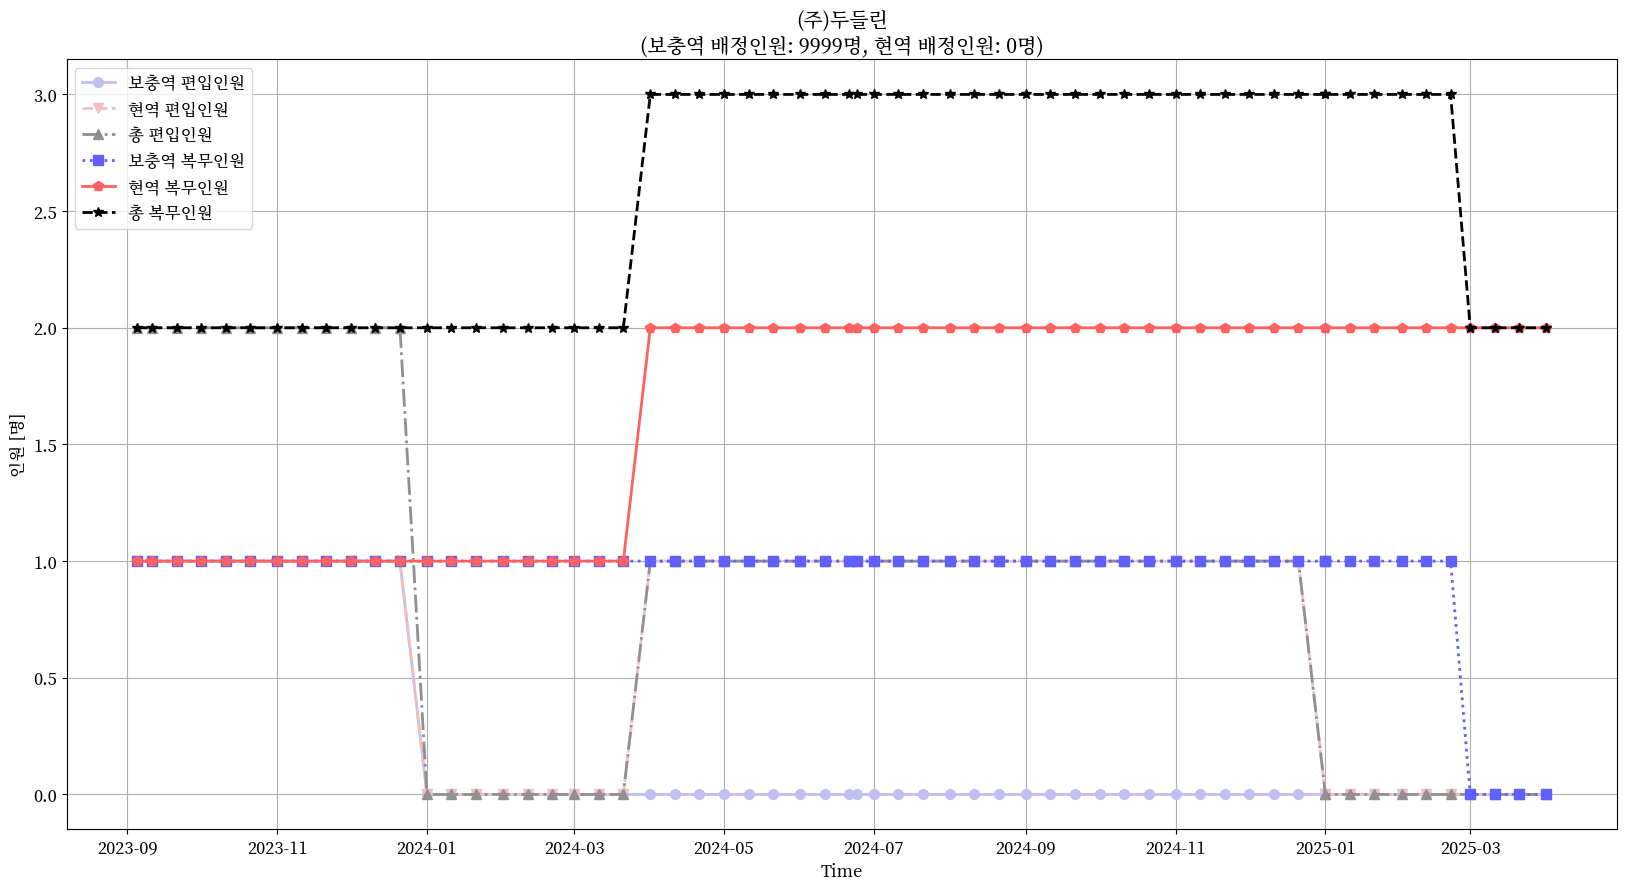 (주)두들린
(보충역 배정인원: 9999명, 현역 배정인원: 0명)
보충역 편입인원
현역 편입인원
총 편입인원
보충역 복무인원
현역 복무인원
총 복무인원
3.0
2.5
2.0
1.5
1.0
0.5
0.0
인원 [명]
2023-09
2023-11
2024-01
2024-03
2024-05
2024-07
2024-09
2024-11
2025-01
2025-03
Time